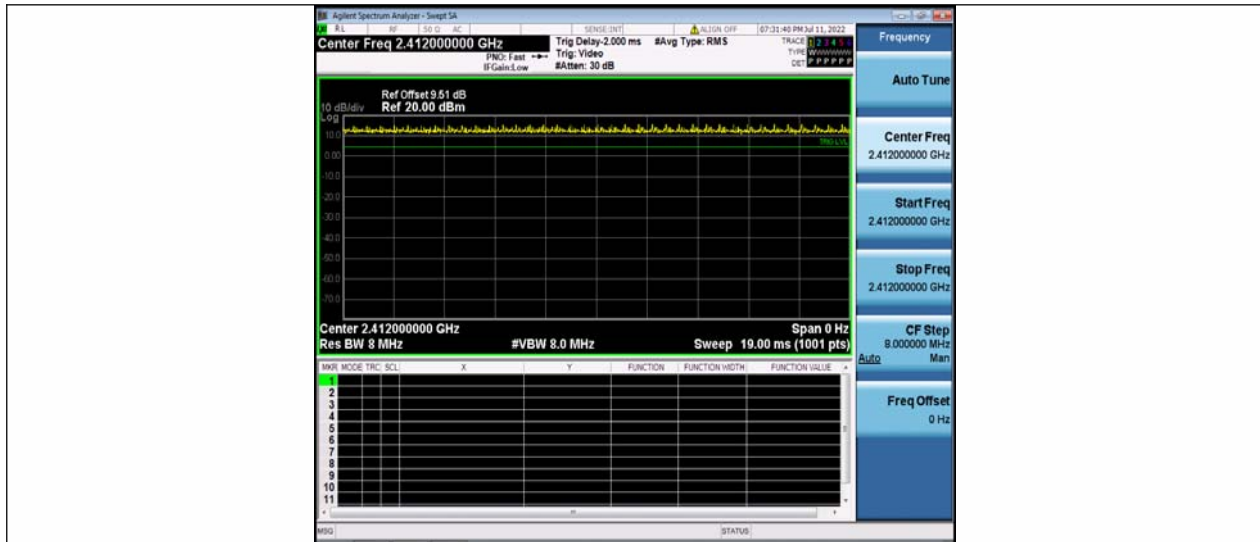 Agilent Spectrum Analyzer - Swept SA
RL RF 50 Ω AC SENSE:INT ALIGN OFF 07:31:40 PM Jul 11, 2022
Center Freq 2.412000000 GHz
Trig Delay-2.000 ms #Avg Type: RMS TRACE 1 2 3 4 5 6
PNO: Fast Trig: Video TYPE W
IFGain:Low #Atten: 30 dB DET P P P P P P
Ref Offset 9.51 dB
10 dB/div Ref 20.00 dBm
Log
10.0
TRIG LVL
0.00
-10.0
-20.0
-30.0
-40.0
-50.0
-60.0
-70.0
Center 2.412000000 GHz Span 0 Hz
Res BW 8 MHz #VBW 8.0 MHz Sweep 19.00 ms (1001 pts)
MKR MODE TRC SCL X Y FUNCTION FUNCTION WIDTH FUNCTION VALUE
1
2
3
4
5
6
7
8
9
10
11
MSG STATUS
Frequency
Auto Tune
Center Freq
2.412000000 GHz
Start Freq
2.412000000 GHz
Stop Freq
2.412000000 GHz
CF Step
8.000000 MHz
Auto Man
Freq Offset
0 Hz